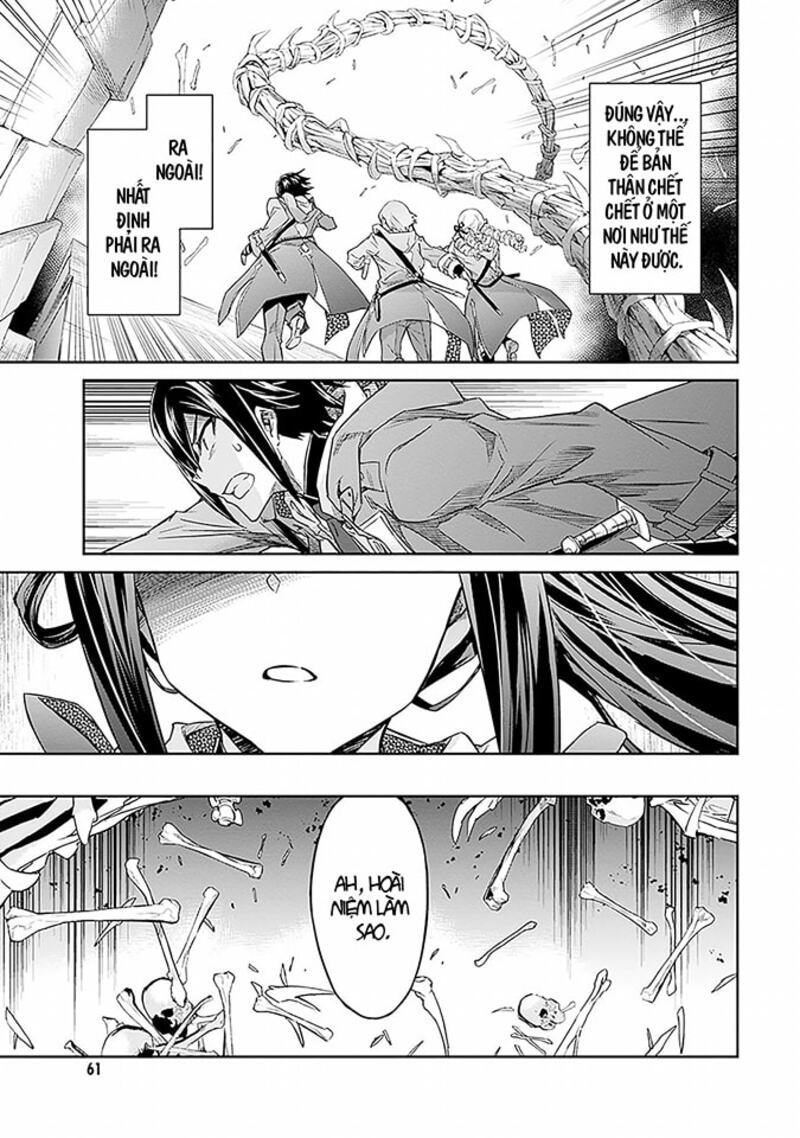 ĐÚNG VẬY...
KHÔNG THỂ
ĐỂ BẢN
THÂN CHẾT
CHẾT Ở MỘT
NƠI NHƯ THẾ
NÀY ĐƯỢC.
RA
NGOÀI!
NHẤT
ĐỊNH
PHẢI RA
NGOÀI!
AH, HOÀI
NIỆM LÀM
SAO.
61